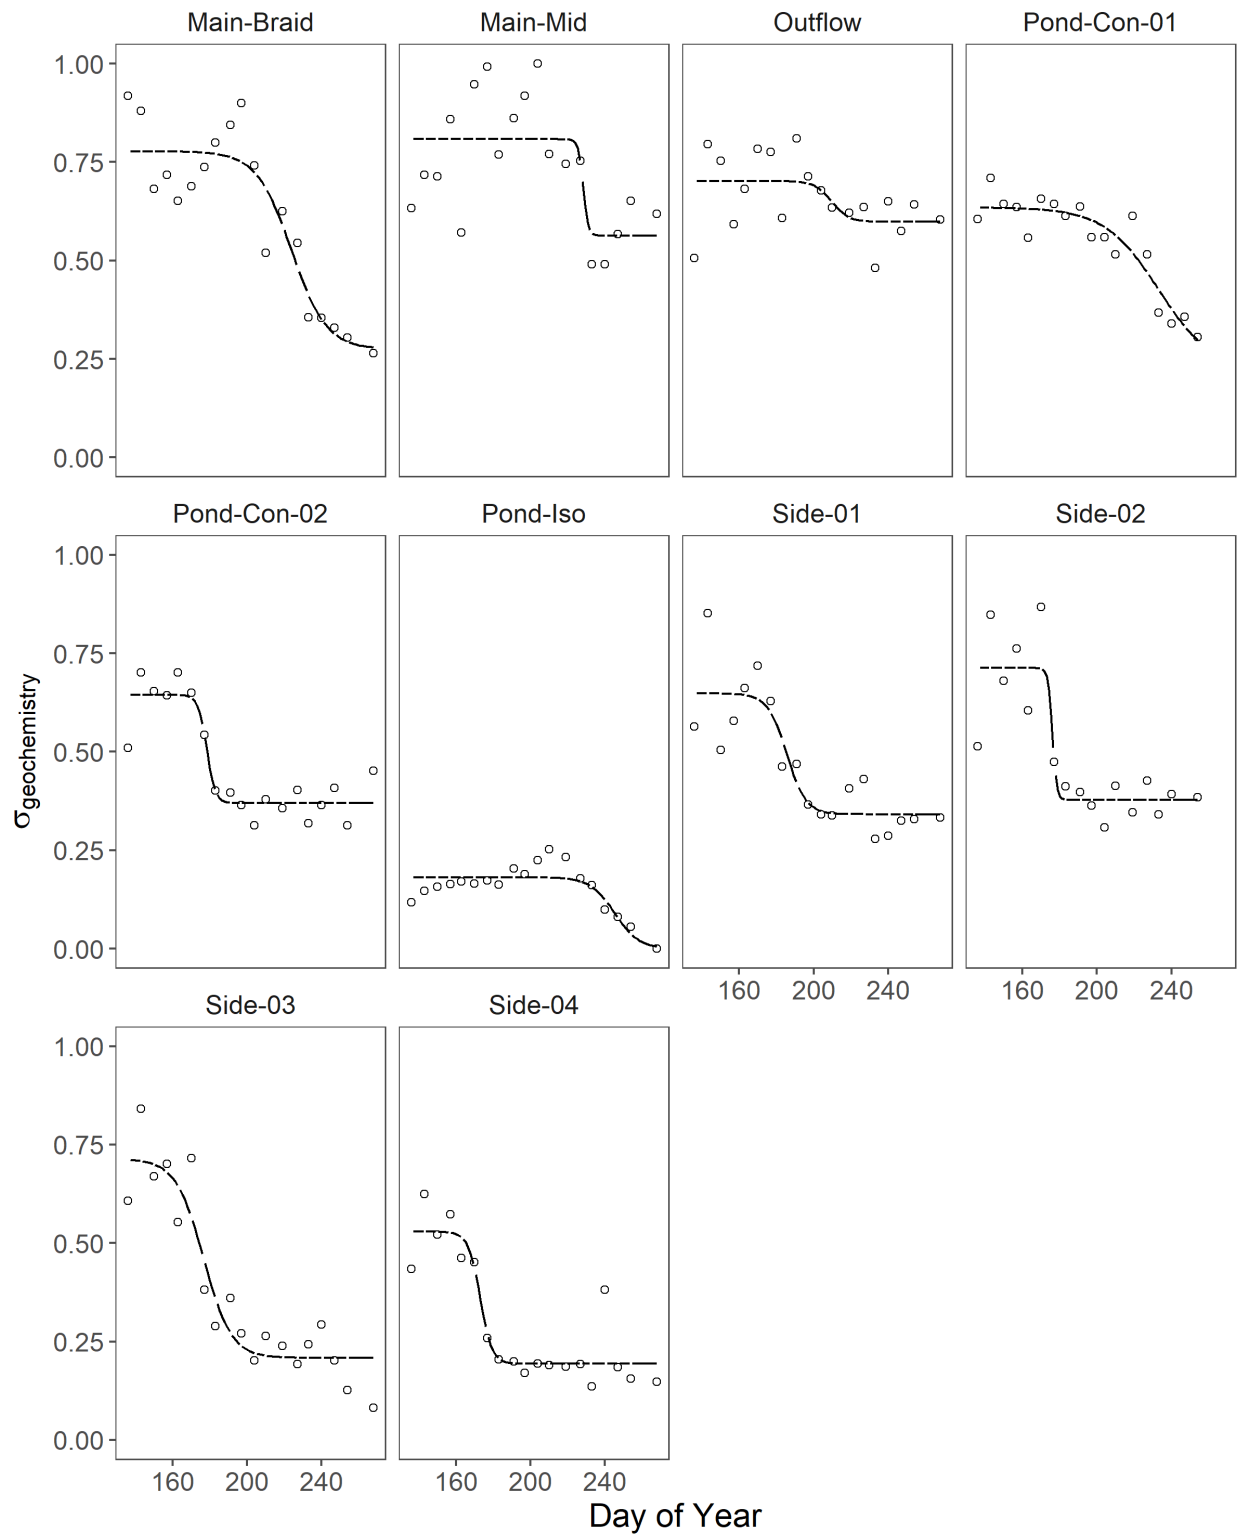 Main-Braid Main-Mid Outflow Pond-Con-01
1.00
0.75
0.50
0.25
0.00
Pond-Con-02 Pond-Iso Side-01 Side-02
1.00
0.75
0.50
0.25
0.00
160 200 240 160 200 240
Side-03 Side-04
1.00
0.75
0.50
0.25
0.00
160 200 240 160 200 240
σgeochemistry
Day of Year